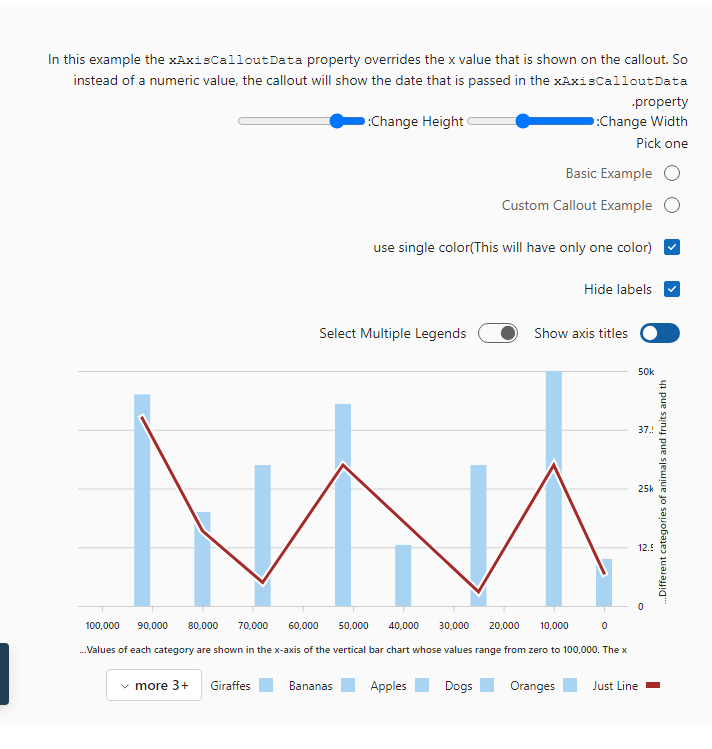 In this example the xAxisCalloutData property overrides the x value that is shown on the callout. So
instead of a numeric value, the callout will show the date that is passed in the xAxisCalloutData
.property
:Change Height :Change Width
Pick one
Basic Example
Custom Callout Example
use single color(This will have only one color)
Hide labels
Select Multiple Legends Show axis titles
50k
37.5
25k
12.5
0
...Different categories of animals and fruits and th
100,000 90,000 80,000 70,000 60,000 50,000 40,000 30,000 20,000 10,000 0
...Values of each category are shown in the x-axis of the vertical bar chart whose values range from zero to 100,000. The x
more 3+ Giraffes Bananas Apples Dogs Oranges Just Line